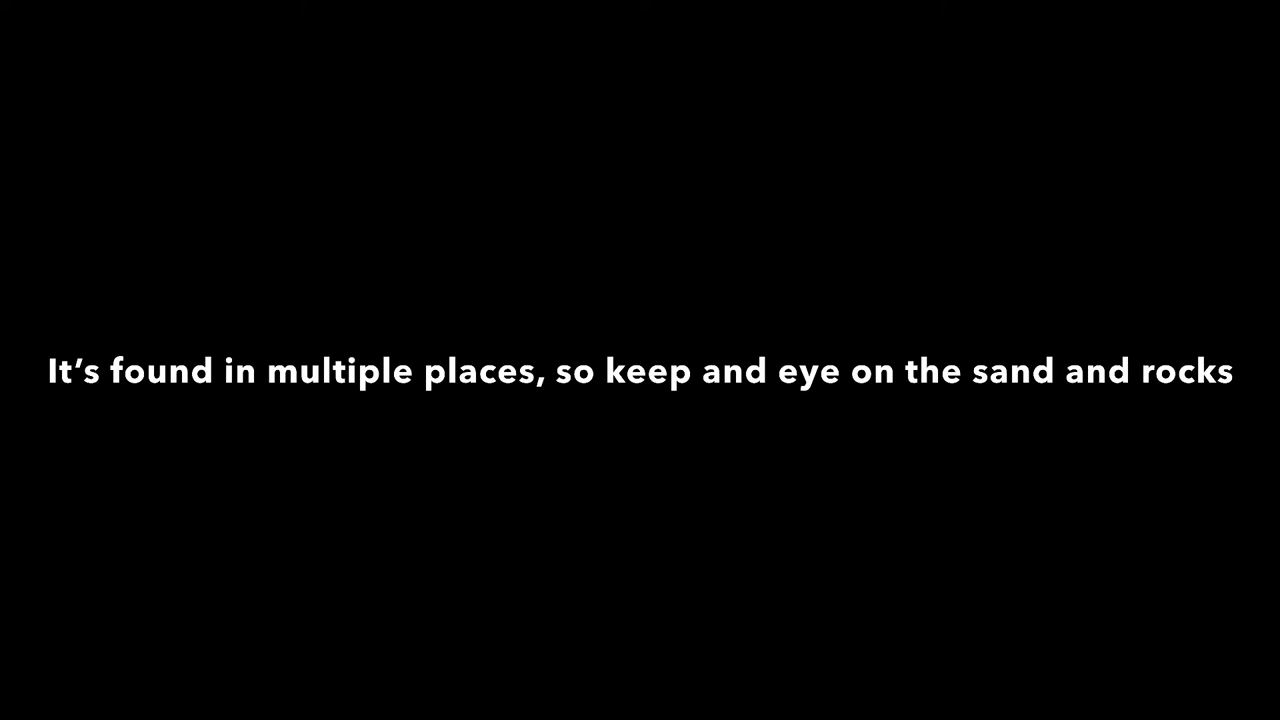 It’s found in multiple places, so keep and eye on the sand and rocks